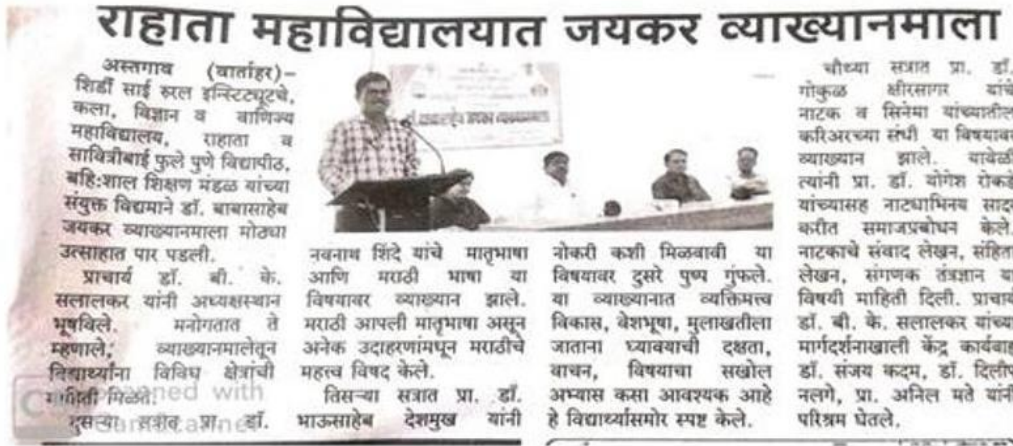 राहाता महाविद्यालयात जयकर व्याख्यानमाला
अस्तगाव (वार्ताहर)–
शिर्डी साई रुरल इन्स्टिट्यूटचे,
कला, विज्ञान व वाणिज्य
महाविद्यालय, राहाता व
सावित्रीबाई फुले पुणे विद्यापीठ,
बहि:शाल शिक्षण मंडळ यांच्या
संयुक्त विद्यमाने डॉ. बाबासाहेब
जयकर व्याख्यानमाला मोठ्या
उत्साहात पार पडली.
प्राचार्य डॉ. बी. के.
सलालकर यांनी अध्यक्षस्थान
भूषविले. मनोगतात ते
म्हणाले, व्याख्यानमालेतून
विद्यार्थ्यांना विविध क्षेत्रांची
माहिती मिळते.
दुसऱ्या सत्रात प्रा. डॉ.
नवनाथ शिंदे यांचे मातृभाषा
आणि मराठी भाषा या
विषयावर व्याख्यान झाले.
मराठी आपली मातृभाषा असून
अनेक उदाहरणांमधून मराठीचे
महत्त्व विषद केले.
तिसऱ्या सत्रात प्रा. डॉ.
भाऊसाहेब देशमुख यांनी
नोकरी कशी मिळवावी या
विषयावर दुसरे पुष्प गुंफले.
या व्याख्यानात व्यक्तिमत्त्व
विकास, वेशभूषा, मुलाखतीला
जाताना घ्यावयाची दक्षता,
वाचन, विषयाचा सखोल
अभ्यास कसा आवश्यक आहे
हे विद्यार्थ्यांसमोर स्पष्ट केले.
चौथ्या सत्रात प्रा. डॉ.
गोकुळ क्षीरसागर यांचे
नाटक व सिनेमा यांच्यातील
करिअरच्या संधी या विषयावर
व्याख्यान झाले. यावेळी
त्यांनी प्रा. डॉ. योगेश रोकडे
यांच्यासह नाट्याभिनय सादर
करीत समाजप्रबोधन केले.
नाटकाचे संवाद लेखन, संहिता
लेखन, संगणक तंत्रज्ञान या
विषयी माहिती दिली. प्राचार्य
डॉ. बी. के. सलालकर यांच्या
मार्गदर्शनाखाली केंद्र कार्यवाह
डॉ. संजय कदम, डॉ. दिलीप
नलगे, प्रा. अनिल मते यांनी
परिश्रम घेतले.